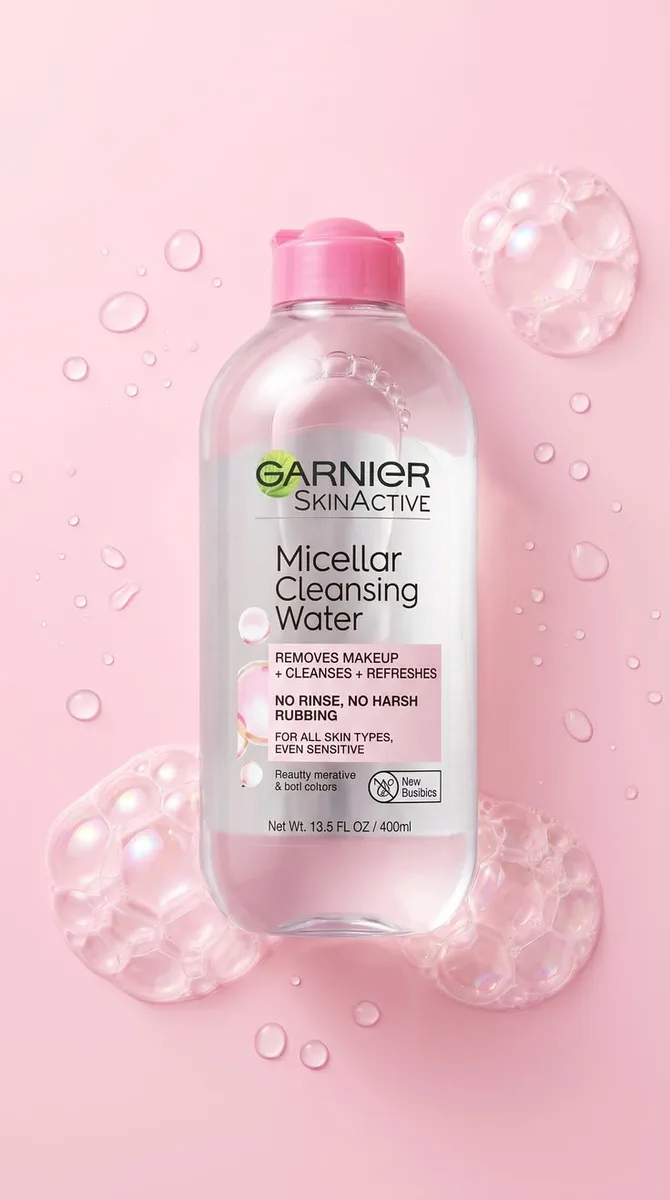 GARNIER
SKINACTIVE
Micellar
Cleansing
Water
REMOVES MAKEUP
+ CLEANSES + REFRESHES
NO RINSE, NO HARSH
RUBBING
FOR ALL SKIN TYPES,
EVEN SENSITIVE
Reautty merative
& botl coltors
New
Busibics
Net Wt. 13.5 FL OZ / 400ml